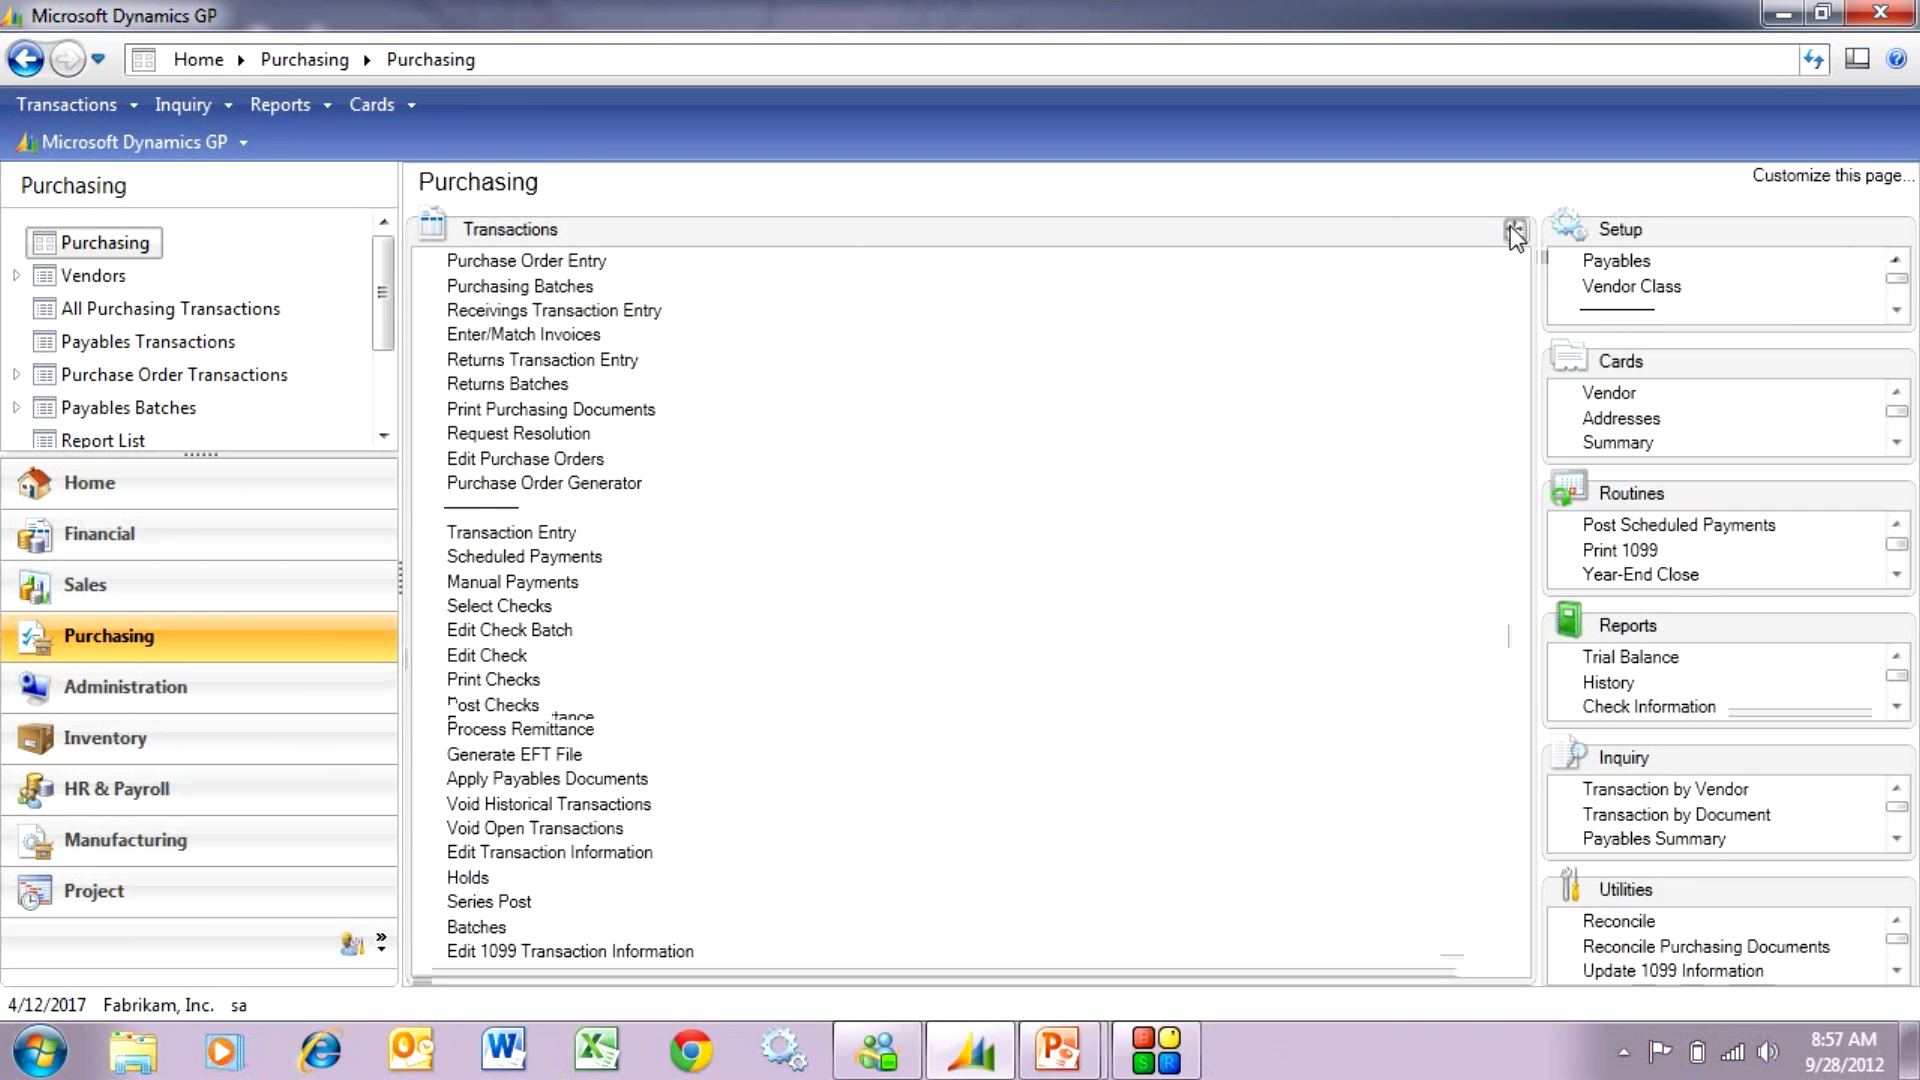 Microsoft Dynamics GP
Home
Purchasing
Purchasing
Transactions
Inquiry
Reports
Cards
Microsoft Dynamics GP
Purchasing
Purchasing
Vendors
All Purchasing Transactions
Payables Transactions
Purchase Order Transactions
Payables Batches
Report List
Home
Financial
Sales
Purchasing
Administration
Inventory
HR & Payroll
Manufacturing
Project
Purchasing
Customize this page...
Transactions
Purchase Order Entry
Purchasing Batches
Receivings Transaction Entry
Enter/Match Invoices
Returns Transaction Entry
Returns Batches
Print Purchasing Documents
Request Resolution
Edit Purchase Orders
Purchase Order Generator
Transaction Entry
Scheduled Payments
Manual Payments
Select Checks
Edit Check Batch
Edit Check
Print Checks
Post Checks
Process Remittance
Generate EFT File
Apply Payables Documents
Void Historical Transactions
Void Open Transactions
Edit Transaction Information
Holds
Series Post
Batches
Edit 1099 Transaction Information
Setup
Payables
Vendor Class
Cards
Vendor
Addresses
Summary
Routines
Post Scheduled Payments
Print 1099
Year-End Close
Reports
Trial Balance
History
Check Information
Inquiry
Transaction by Vendor
Transaction by Document
Payables Summary
Utilities
Reconcile
Reconcile Purchasing Documents
Update 1099 Information
4/12/2017 Fabrikam, Inc. sa
8:57 AM
9/28/2012